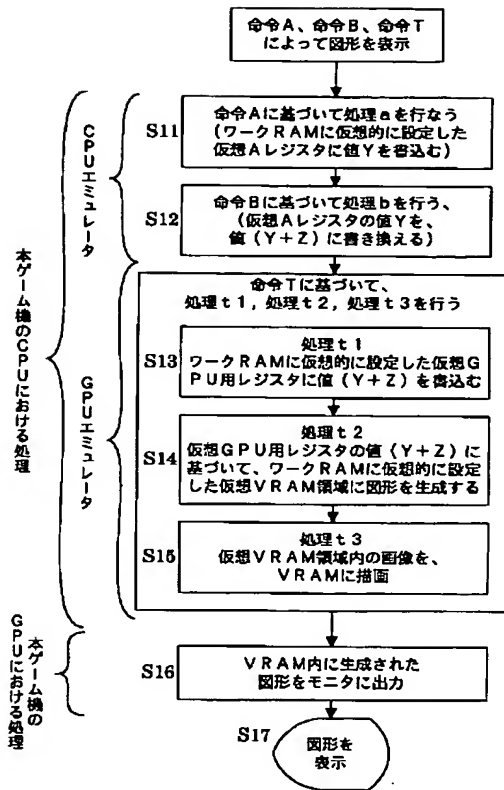 命令A、命令B、命令T
によって図形を表示
S11
命令Aに基づいて処理aを行なう
(ワークRAMに仮想的に設定した
仮想Aレジスタに値Yを書込む)
S12
命令Bに基づいて処理bを行う、
(仮想Aレジスタの値Yを、
値(Y+Z)に書き換える)
命令Tに基づいて、
処理t1,処理t2,処理t3を行う
S13
処理t1
ワークRAMに仮想的に設定した仮想G
PU用レジスタに値(Y+Z)を書込む
S14
処理t2
仮想GPU用レジスタの値(Y+Z)に
基づいて、ワークRAMに仮想的に設定
した仮想VRAM領域に図形を生成する
S15
処理t3
仮想VRAM領域内の画像を、
VRAMに描画
S16
VRAM内に生成された
図形をモニタに出力
S17
図形を
表示
CPUエミュレータ
GPUエミュレータ
本ゲーム機のCPUにおける処理
本ゲーム機の
GPUにおける処理